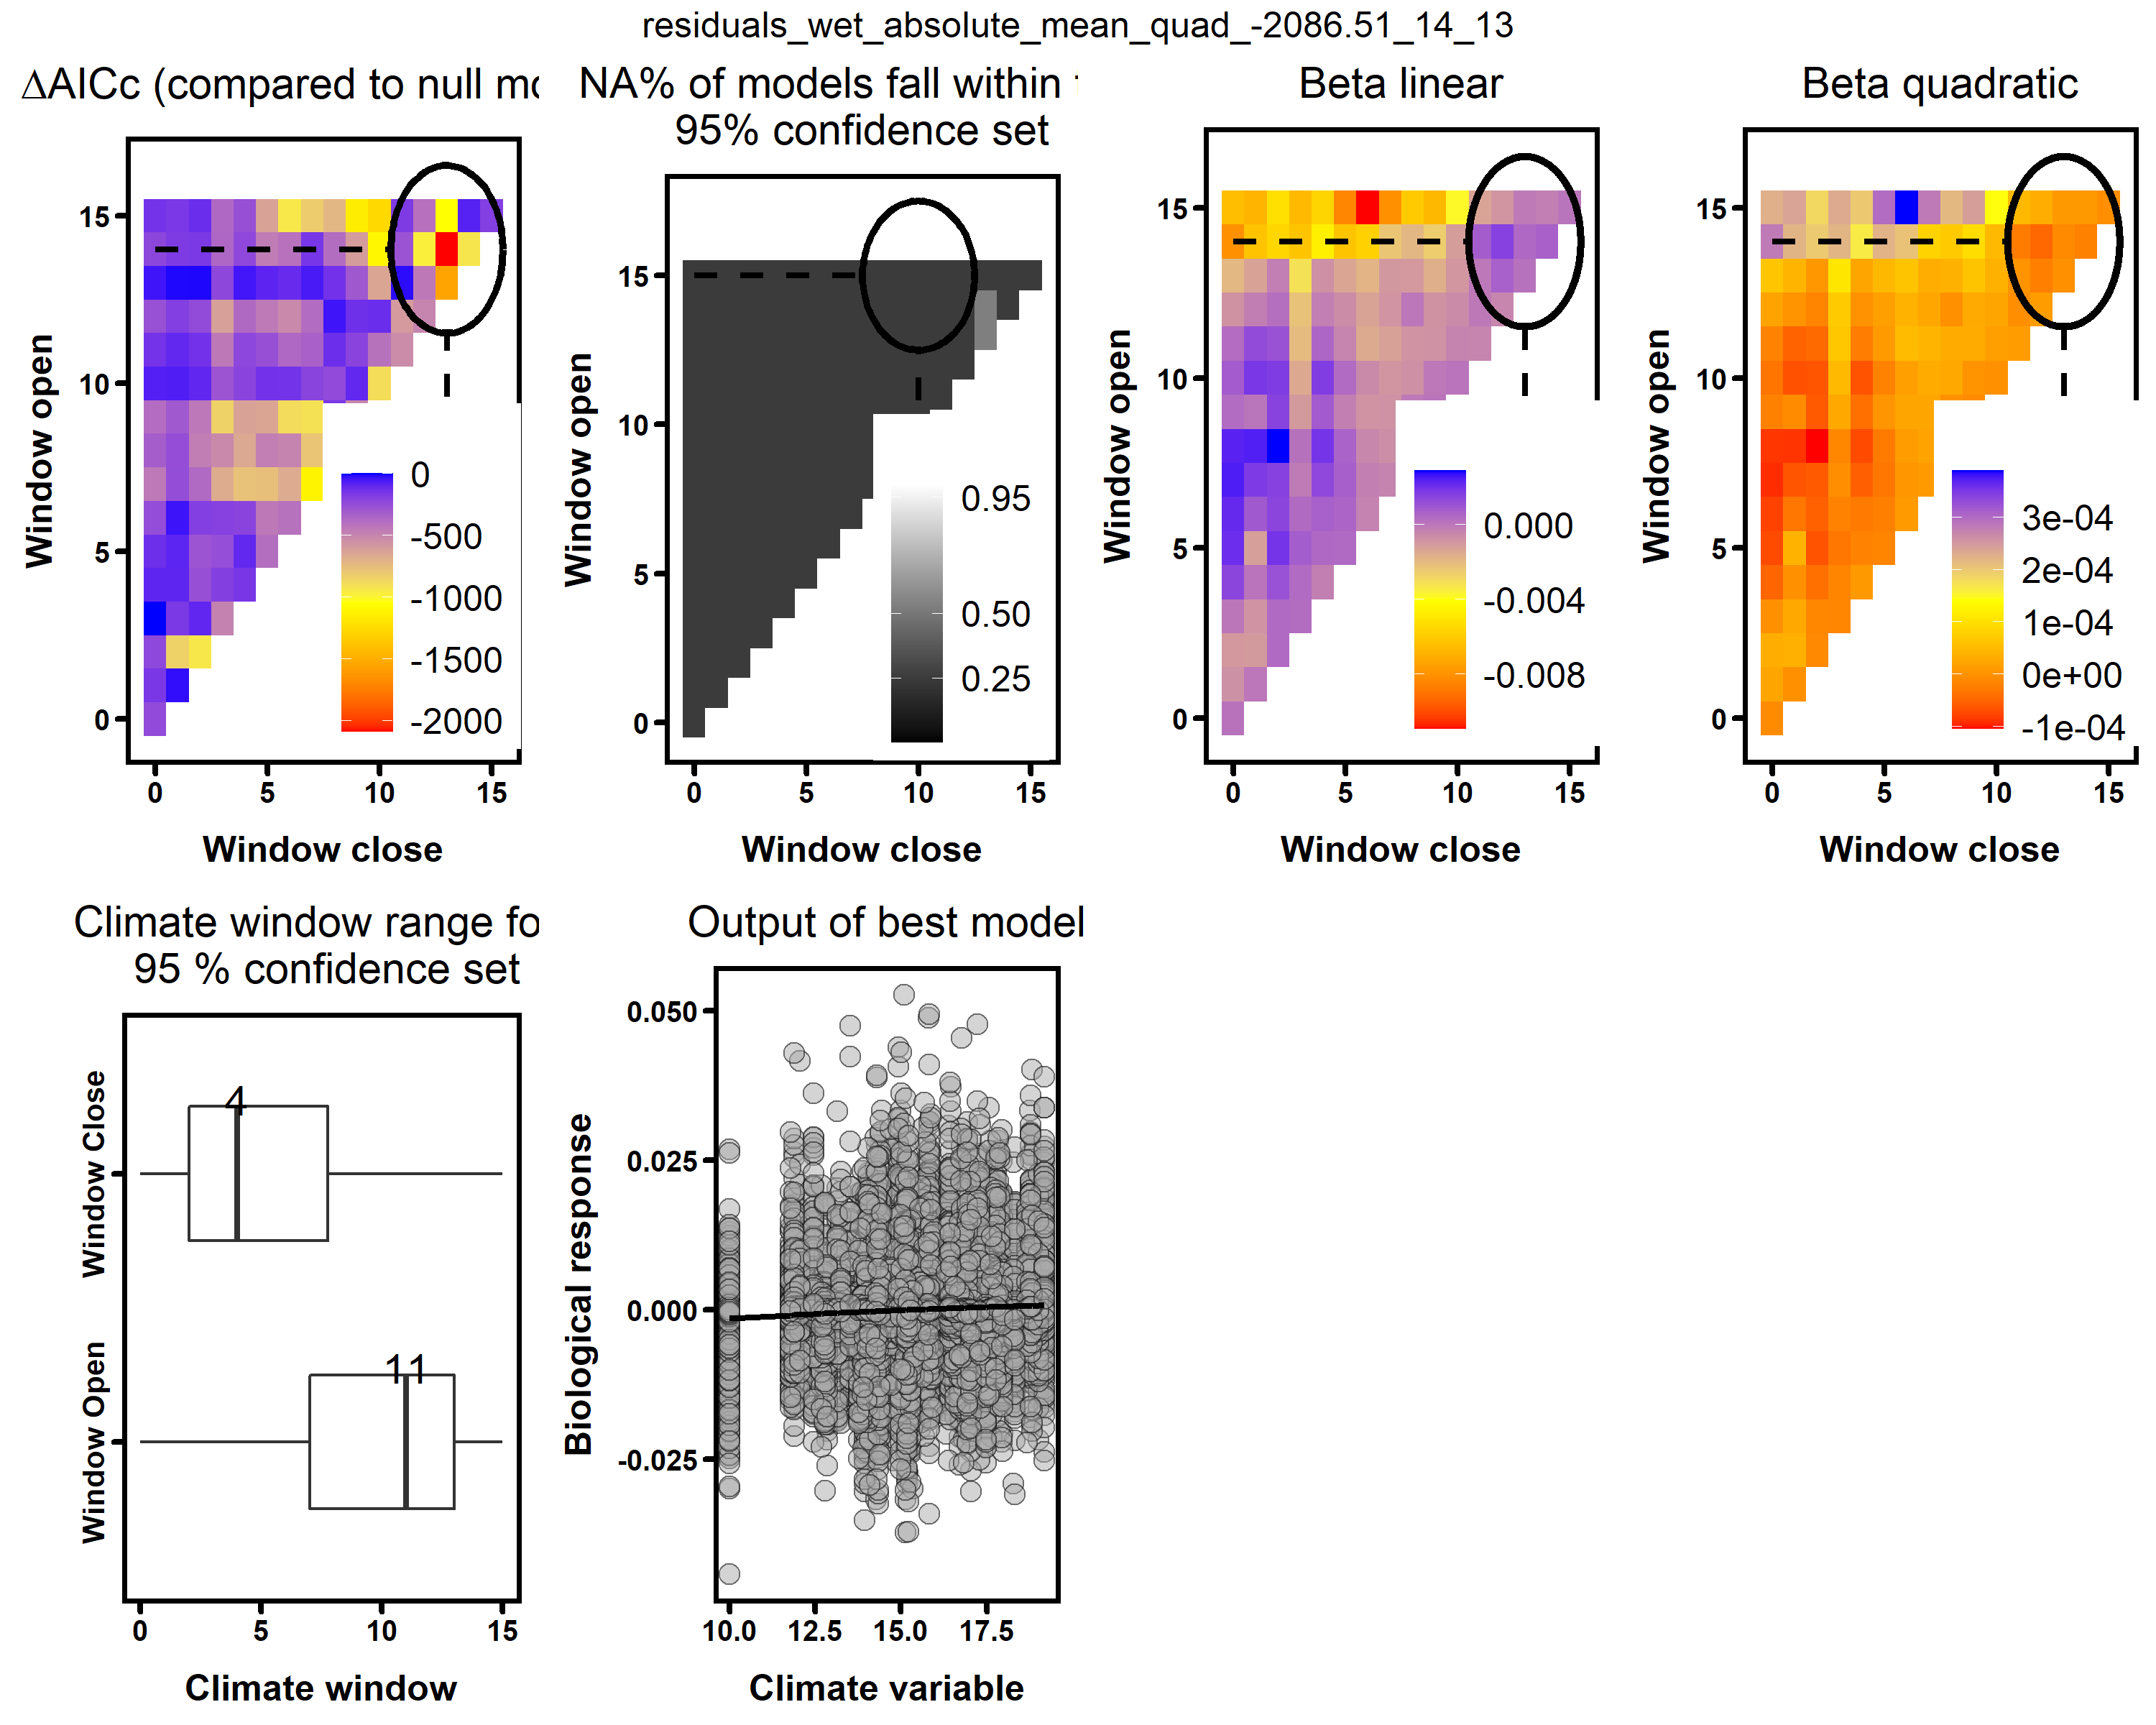 residuals_wet_absolute_mean_quad_-2086.51_14_13
ΔAICc (compared to null mo
15
10
5
0
0
5
10
15
Window open
Window close
0
-500
-1000
-1500
-2000
NA% of models fall within
95% confidence set
15
10
5
0
0
5
10
15
Window open
Window close
0.95
0.50
0.25
Beta linear
15
10
5
0
0
5
10
15
Window open
Window close
0.000
-0.004
-0.008
Beta quadratic
15
10
5
0
0
5
10
15
Window open
Window close
3e-04
2e-04
1e-04
0e+00
-1e-04
Climate window range fo
95 % confidence set
Window Close
Window Open
4
11
0
5
10
15
Climate window
Output of best model
0.050
0.025
0.000
-0.025
Biological response
10.0
12.5
15.0
17.5
Climate variable